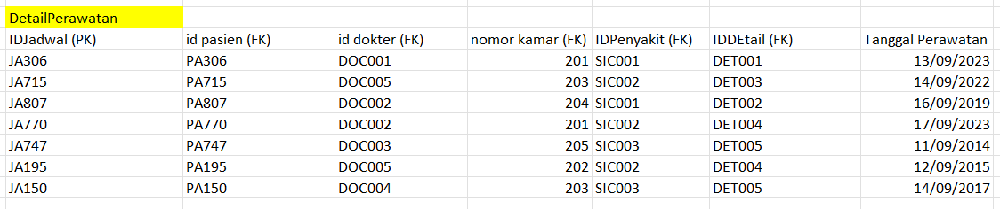 DetailPerawatan
IDJadwal (PK) id pasien (FK) id dokter (FK) nomor kamar (FK) IDPenyakit (FK) IDDEtail (FK) Tanggal Perawatan
JA306 PA306 DOC001 201 SIC001 DET001 13/09/2023
JA715 PA715 DOC005 203 SIC002 DET003 14/09/2022
JA807 PA807 DOC002 204 SIC001 DET002 16/09/2019
JA770 PA770 DOC002 201 SIC002 DET004 17/09/2023
JA747 PA747 DOC003 205 SIC003 DET005 11/09/2014
JA195 PA195 DOC005 202 SIC002 DET004 12/09/2015
JA150 PA150 DOC004 203 SIC003 DET005 14/09/2017